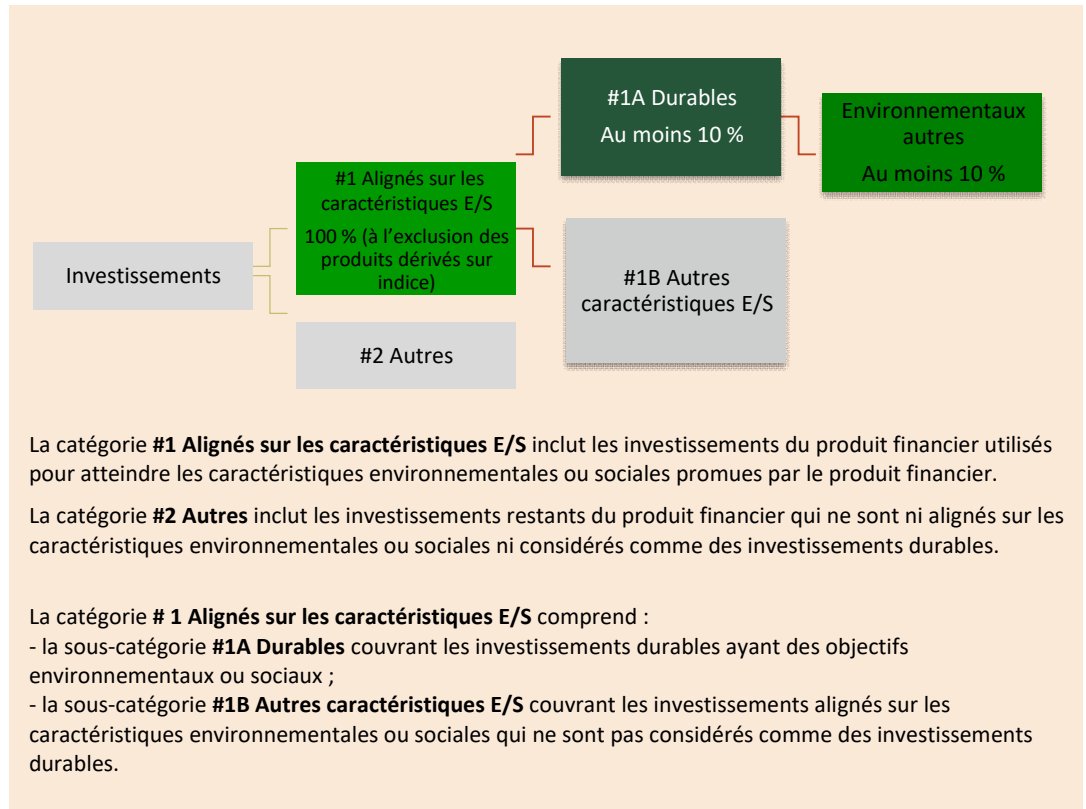 #1A Durables
Au moins 10 %
Environnementaux
autres
Au moins 10 %
#1 Alignés sur les
caractéristiques E/S
100 % (à l’exclusion des
produits dérivés sur
indice)
Investissements
#1B Autres
caractéristiques E/S
#2 Autres
La catégorie #1 Alignés sur les caractéristiques E/S inclut les investissements du produit financier utilisés
pour atteindre les caractéristiques environnementales ou sociales promues par le produit financier.
La catégorie #2 Autres inclut les investissements restants du produit financier qui ne sont ni alignés sur les
caractéristiques environnementales ou sociales ni considérés comme des investissements durables.
La catégorie # 1 Alignés sur les caractéristiques E/S comprend :
- la sous-catégorie #1A Durables couvrant les investissements durables ayant des objectifs
environnementaux ou sociaux ;
- la sous-catégorie #1B Autres caractéristiques E/S couvrant les investissements alignés sur les
caractéristiques environnementales ou sociales qui ne sont pas considérés comme des investissements
durables.